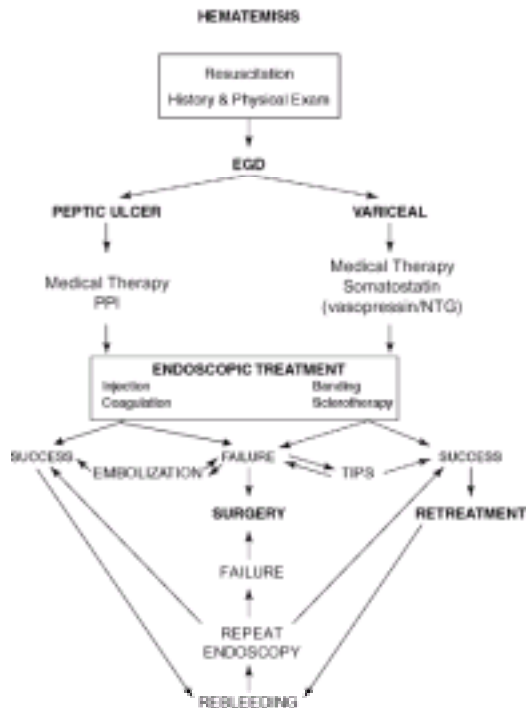 HEMATEMISIS
Resuscitation
History & Physical Exam
EGD
PEPTIC ULCER
VARICEAL
Medical Therapy
PPI
Medical Therapy
Somatostatin
(vasopressin/NTG)
ENDOSCOPIC TREATMENT
Injection
Coagulation
Banding
Sclerotherapy
SUCCESS
EMBOLIZATION
FAILURE
TIPS
SUCCESS
SURGERY
RETREATMENT
FAILURE
REPEAT
ENDOSCOPY
REBLEEDING